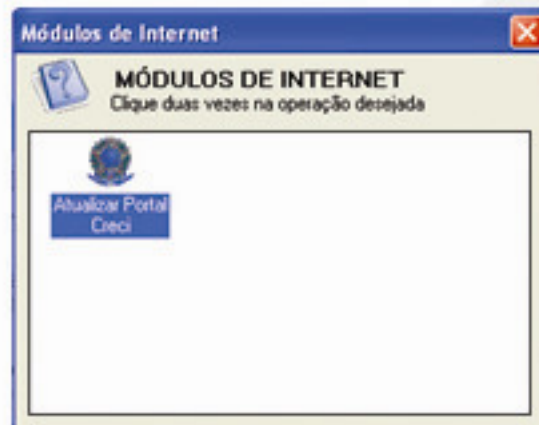 Módulos de Internet
MÓDULOS DE INTERNET
Clique duas vezes na operação desejada
Atualizar Portal
Creci